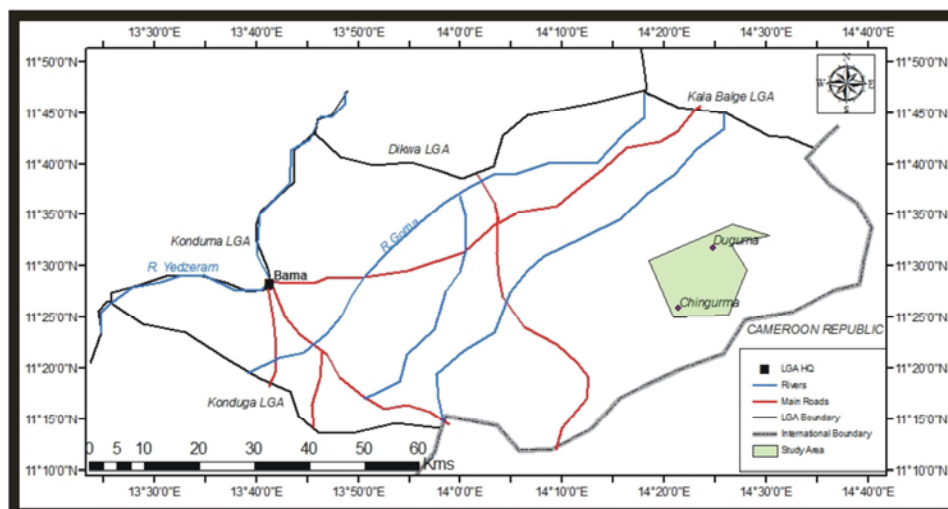 13°30'0"E 13°40'0"E 13°50'0"E 14°0'0"E 14°10'0"E 14°20'0"E 14°30'0"E 14°40'0"E
11°50'0"N 11°50'0"N
N
W E
S
Kala Balge LGA
11°45'0"N 11°45'0"N
Dikwa LGA
11°40'0"N 11°40'0"N
11°35'0"N 11°35'0"N
Konduma LGA R.Goma Duguma
11°30'0"N 11°30'0"N
R. Yedzeram Bama
Chingurma
11°25'0"N 11°25'0"N
CAMEROON REPUBLIC
11°20'0"N 11°20'0"N
Konduga LGA
11°15'0"N 11°15'0"N
11°10'0"N 11°10'0"N
LGA HQ
Rivers
Main Roads
LGA Boundary
International Boundary
Study Area
0 5 10 20 30 40 50 60
Kms
13°30'0"E 13°40'0"E 13°50'0"E 14°0'0"E 14°10'0"E 14°20'0"E 14°30'0"E 14°40'0"E